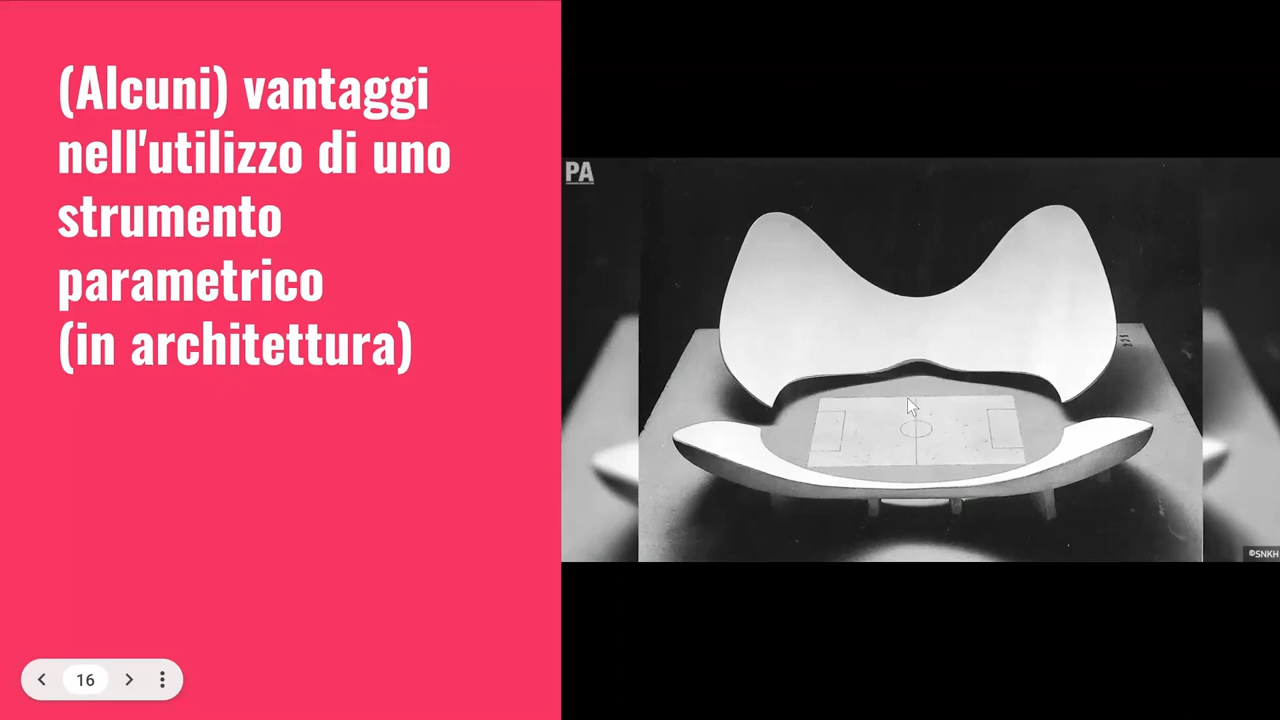 (Alcuni) vantaggi
nell'utilizzo di uno
strumento
parametrico
(in architettura)
PA
©SNKH
16